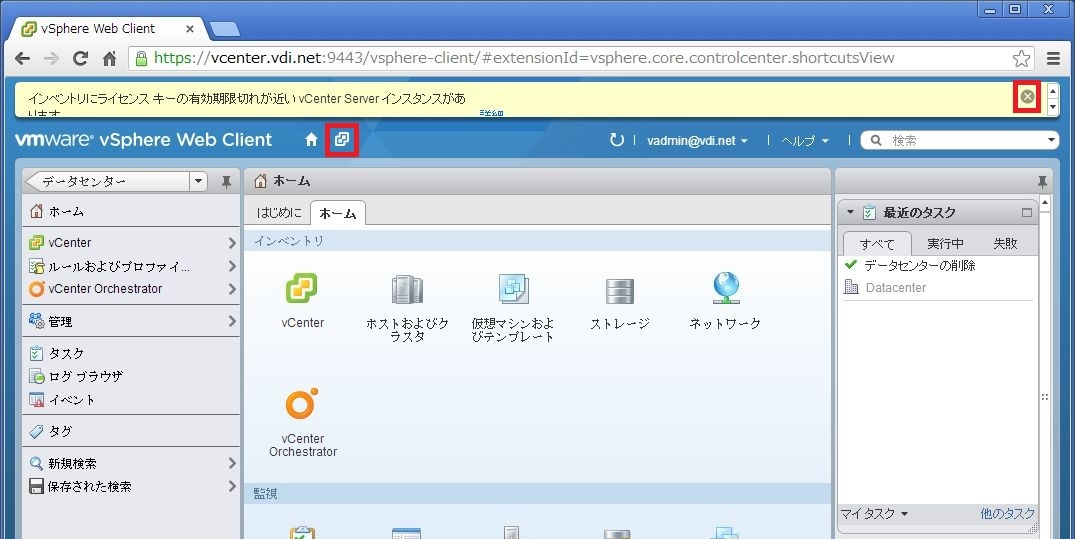 vSphere Web Client
https://vcenter.vdi.net:9443/vsphere-client/#extensionId=vsphere.core.controlcenter.shortcutsView
インベントリにライセンス キーの有効期限切れが近い vCenter Server インスタンスがあ
ります 詳細
vmware® vSphere Web Client
vadmin@vdi.net
ヘルプ
検索
データセンター
ホーム
vCenter
ルールおよびプロファイ...
vCenter Orchestrator
管理
タスク
ログ ブラウザ
イベント
タグ
新規検索
保存された検索
ホーム
はじめに ホーム
インベントリ
vCenter
ホストおよびク
ラスタ
仮想マシンおよ
びテンプレート
ストレージ
ネットワーク
vCenter
Orchestrator
監視
最近のタスク
すべて 実行中 失敗
データセンターの削除
Datacenter
マイ タスク 他のタスク